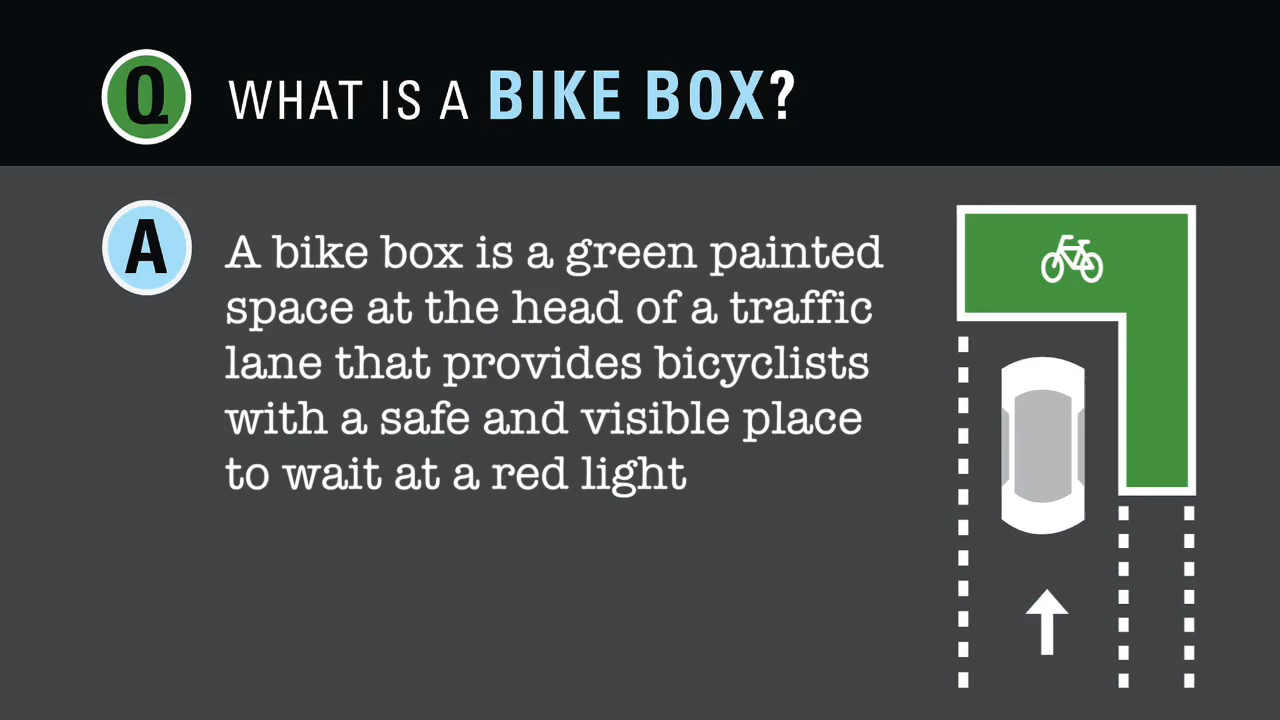 Q WHAT IS A BIKE BOX?
A A bike box is a green painted
space at the head of a traffic
lane that provides bicyclists
with a safe and visible place
to wait at a red light